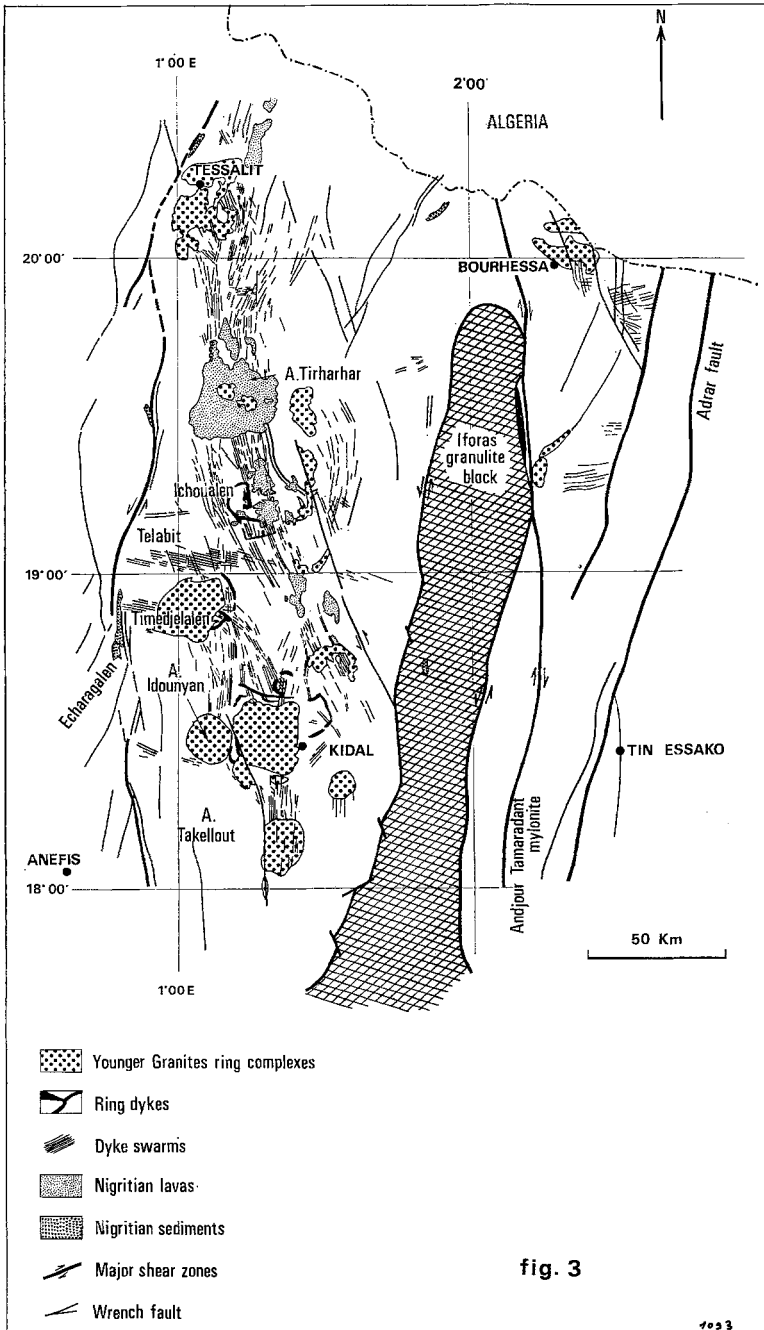 N
1°00 E
2°00'
ALGERIA
TESSALIT
20°00'
BOURHESSA
A.Tirharhar
Adrar fault
Iforas
granulite
block
Ichoualen
Telabit
19°00'
Timedjelalen
Echaragalen
A.
Idounyan
KIDAL
TIN ESSAKO
A.
Takellout
Andjour Tamaradant
mylonite
ANEFIS
18°00'
50 Km
1°00 E
Younger Granites ring complexes
Ring dykes
Dyke swarms
Nigritian lavas
Nigritian sediments
Major shear zones
Wrench fault
fig. 3
1093